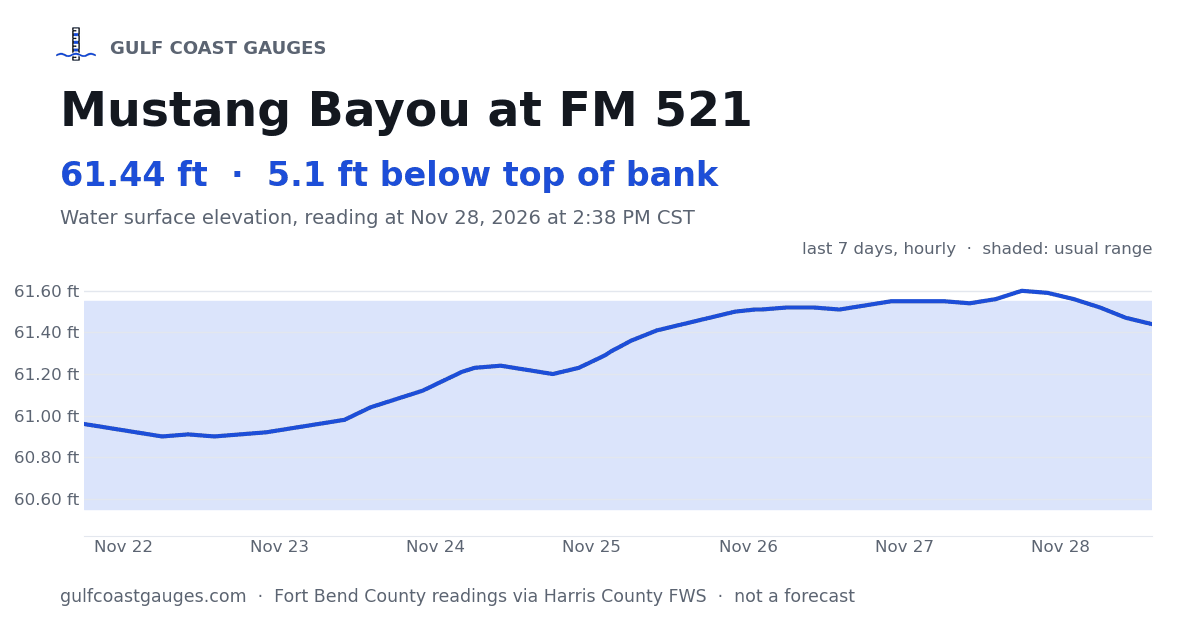 GULF COAST GAUGES
Mustang Bayou at FM 521
61.44 ft · 5.1 ft below top of bank
Water surface elevation, reading at Nov 28, 2026 at 2:38 PM CST
last 7 days, hourly · shaded: usual range
61.60 ft
61.40 ft
61.20 ft
61.00 ft
60.80 ft
60.60 ft
Nov 22 Nov 23 Nov 24 Nov 25 Nov 26 Nov 27 Nov 28
gulfcoastgauges.com · Fort Bend County readings via Harris County FWS · not a forecast